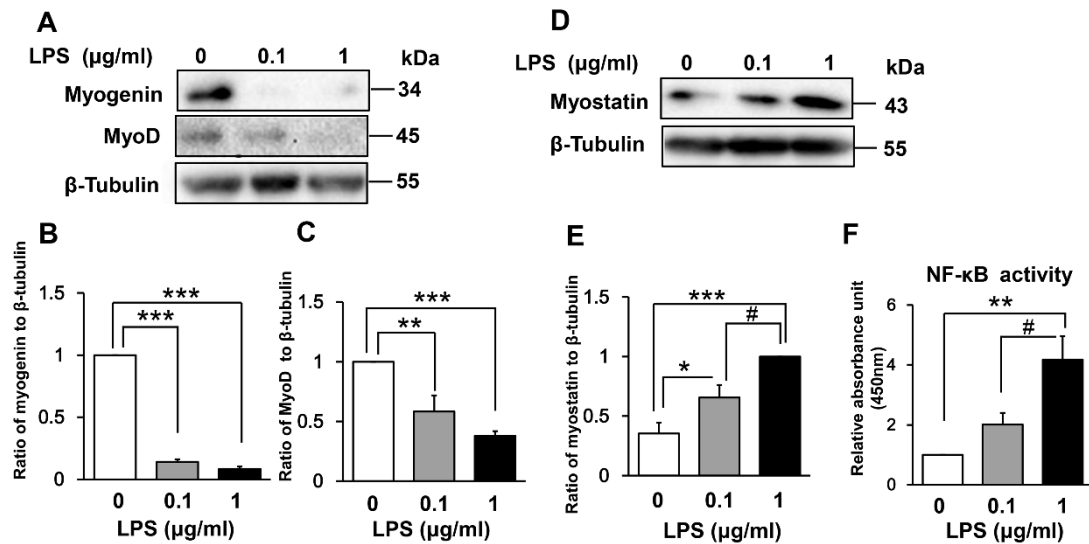 A
LPS (µg/ml) 0 0.1 1 kDa
Myogenin 34
MyoD 45
β-Tubulin 55
D
LPS (µg/ml) 0 0.1 1 kDa
Myostatin 43
β-Tubulin 55
B
Ratio of myogenin to β-tubulin
1.5
1
0.5
0
***
***
0 0.1 1
LPS (µg/ml)
C
Ratio of MyoD to β-tubulin
1.5
1
0.5
0
***
**
0 0.1 1
LPS (µg/ml)
E
Ratio of myostatin to β-tubulin
1.5
1
0.5
0
***
#
*
0 0.1 1
LPS (µg/ml)
F
NF-κB activity
Relative absorbance unit
(450nm)
6
4
2
0
**
#
0 0.1 1
LPS (µg/ml)